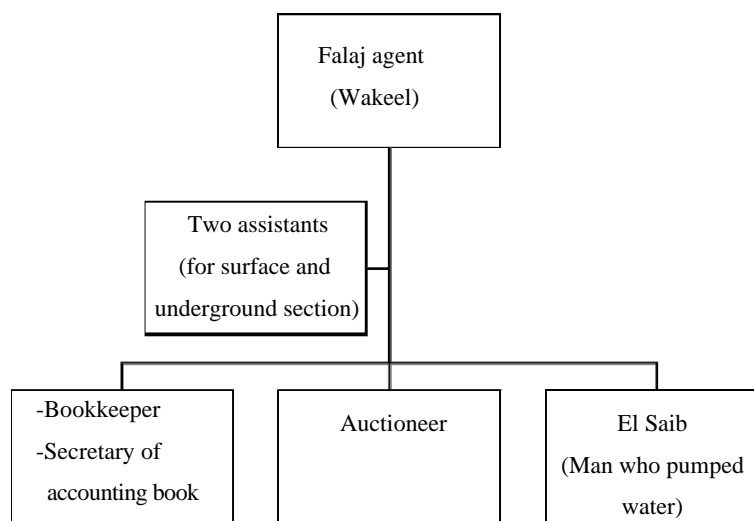 Falaj agent
(Wakeel)
Two assistants
(for surface and
underground section)
-Bookkeeper
-Secretary of
accounting book
Auctioneer
El Saib
(Man who pumped
water)